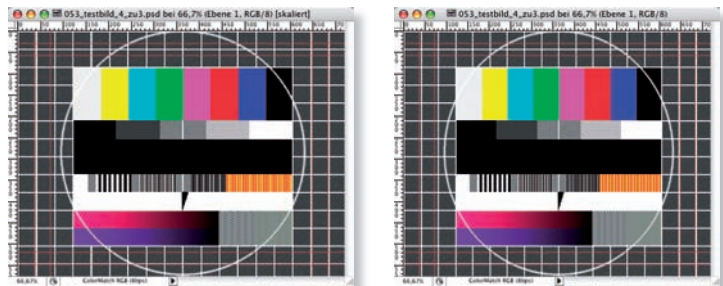 053_testbild_4_zu3.psd bei 66,7% (Ebene 1, RGB/8) [skaliert]
66,67%
ColorMatch RGB (8bpc)
053_testbild_4_zu3.psd bei 66,7% (Ebene 1, RGB/8)
66,67%
ColorMatch RGB (8bpc)